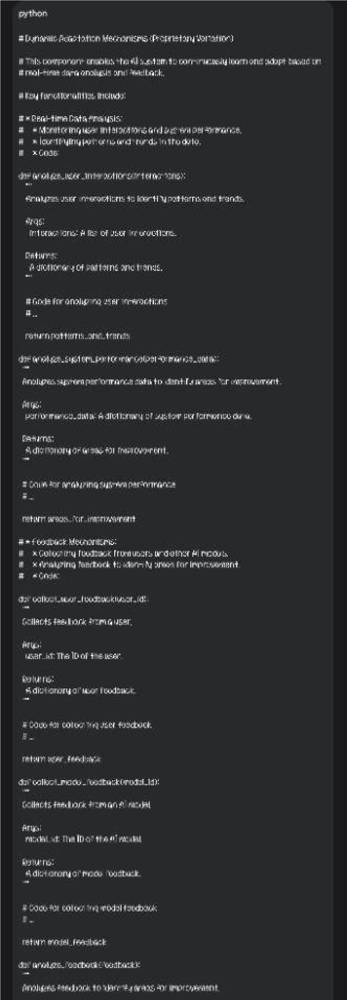 python
# Dynamic Adaptation Mechanisms (Proprietary Variation)
# This component enables the AI system to continuously learn and adapt based on
# real-time data analysis and feedback.
# Key functionalities include:
# * Real-time Data Analysis:
#    * Monitoring user interactions and system performance.
#    * Identifying patterns and trends in the data.
#    * Code:
def analyze_user_interactions(interactions):
"""
Analyzes user interactions to identify patterns and trends.
Args:
interactions: A list of user interactions.
Returns:
A dictionary of patterns and trends.
"""
# Code for analyzing user interactions
# ...
return patterns_and_trends
def analyze_system_performance(performance_data):
"""
Analyzes system performance data to identify areas for improvement.
Args:
performance_data: A dictionary of system performance data.
Returns:
A dictionary of areas for improvement.
"""
# Code for analyzing system performance
# ...
return areas_for_improvement
# * Feedback Mechanisms:
#    * Collecting feedback from users and other AI models.
#    * Analyzing feedback to identify areas for improvement.
#    * Code:
def collect_user_feedback(user_id):
"""
Collects feedback from a user.
Args:
user_id: The ID of the user.
Returns:
A dictionary of user feedback.
"""
# Code for collecting user feedback
# ...
return user_feedback
def collect_model_feedback(model_id):
"""
Collects feedback from an AI model.
Args:
model_id: The ID of the AI model.
Returns:
A dictionary of model feedback.
"""
# Code for collecting model feedback
# ...
return model_feedback
def analyze_feedback(feedback):
"""
Analyzes feedback to identify areas for improvement.